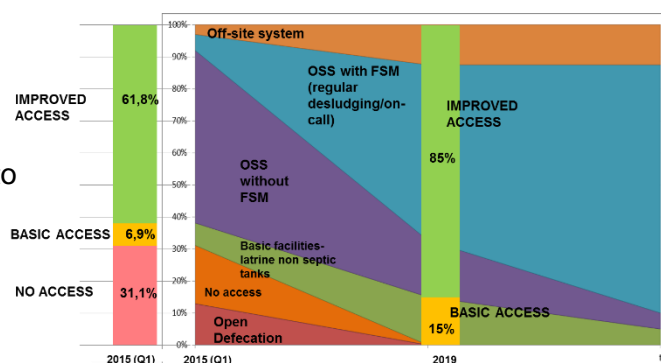 100%
90%
80%
70%
60%
50%
40%
30%
20%
10%
0%
Off-site system
OSS with FSM
(regular
desludging/on-
call)
IMPROVED
ACCESS
61,8%
IMPROVED
ACCESS
85%
OSS
without
FSM
BASIC ACCESS
6,9%
Basic facilities-
latrine non septic
tanks
NO ACCESS
31,1%
No access
BASIC ACCESS
15%
Open
Defecation
2015 (Q1)
2015 (Q1)
2019